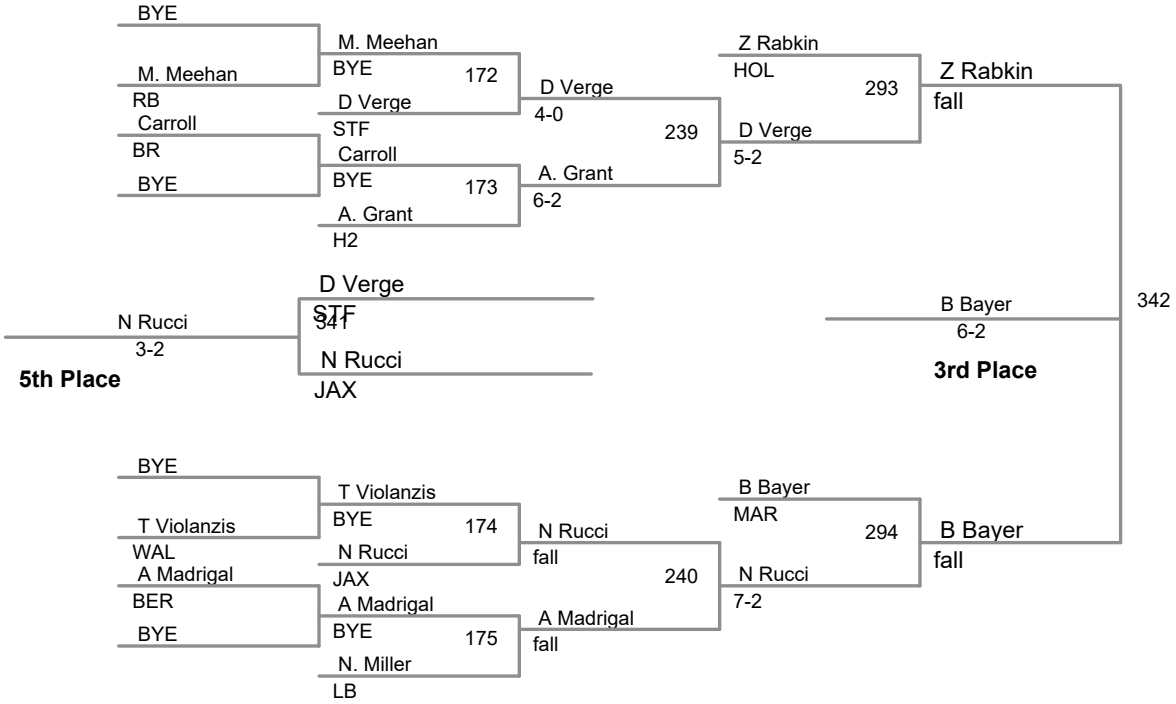 BYE
M. Meehan
RB
Carroll
BR
BYE
M. Meehan
BYE
172
D Verge
STF
Carroll
BYE
173
A. Grant
H2
D Verge
4-0
239
A. Grant
6-2
Z Rabkin
HOL
293
D Verge
5-2
Z Rabkin
fall
342
D Verge
STF
341
N Rucci
3-2
5th Place
N Rucci
JAX
B Bayer
6-2
3rd Place
BYE
T Violanzis
WAL
A Madrigal
BER
BYE
T Violanzis
BYE
174
N Rucci
JAX
A Madrigal
BYE
175
N. Miller
LB
N Rucci
fall
240
A Madrigal
fall
B Bayer
MAR
294
N Rucci
7-2
B Bayer
fall